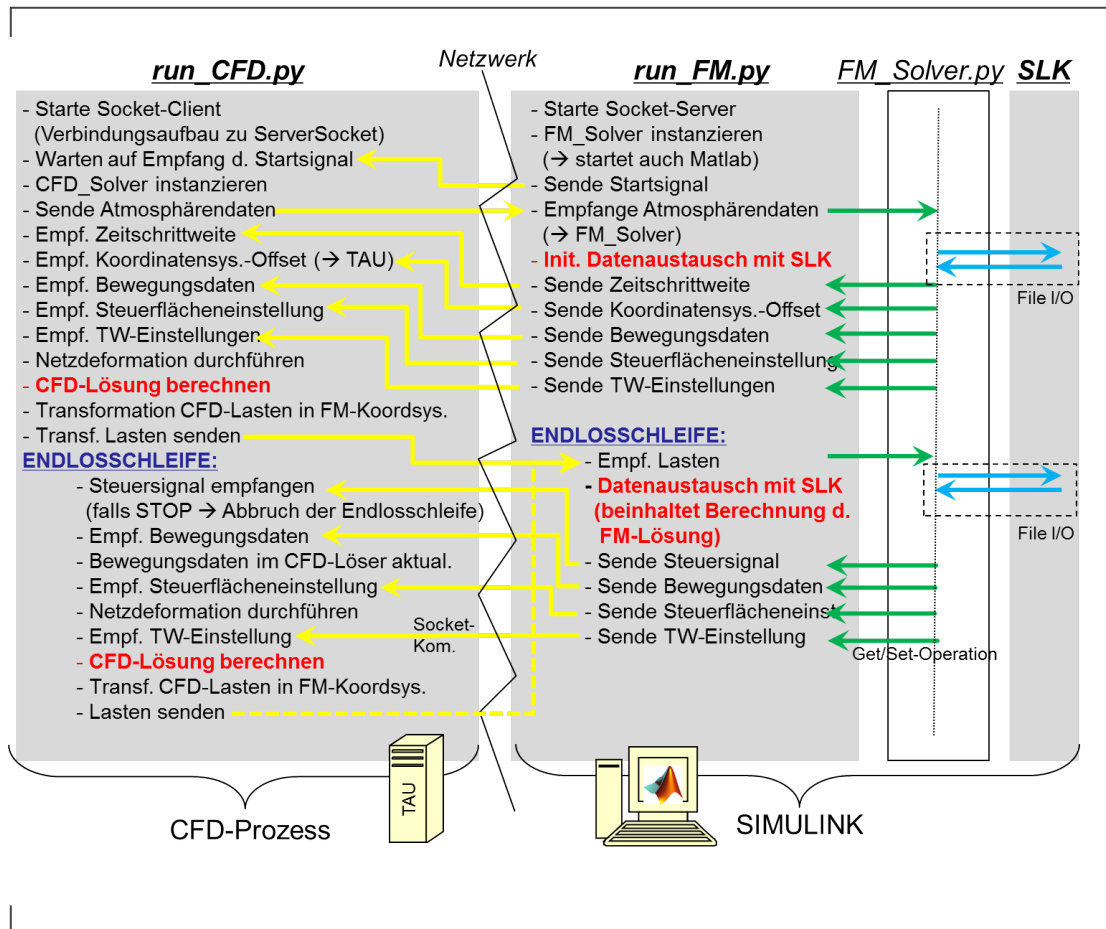 Netzwerk
run_CFD.py
- Starte Socket-Client
(Verbindungsaufbau zu ServerSocket)
- Warten auf Empfang d. Startsignal
- CFD_Solver instanzieren
- Sende Atmosphärendaten
- Empf. Zeitschrittweite
- Empf. Koordinatensys.-Offset (→ TAU)
- Empf. Bewegungsdaten
- Empf. Steuerflächeneinstellung
- Empf. TW-Einstellungen
- Netzdeformation durchführen
- CFD-Lösung berechnen
- Transformation CFD-Lasten in FM-Koordsys.
- Transf. Lasten senden
ENDLOSSCHLEIFE:
- Steuersignal empfangen
(falls STOP → Abbruch der Endlosschleife)
- Empf. Bewegungsdaten
- Bewegungsdaten im CFD-Löser aktual.
- Empf. Steuerflächeneinstellung
- Netzdeformation durchführen
- Empf. TW-Einstellung
- CFD-Lösung berechnen
- Transf. CFD-Lasten in FM-Koordsys.
- Lasten senden
Socket-
Kom.
run_FM.py
- Starte Socket-Server
- FM_Solver instanzieren
(→ startet auch Matlab)
- Sende Startsignal
- Empfange Atmosphärendaten
(→ FM_Solver)
- Init. Datenaustausch mit SLK
- Sende Zeitschrittweite
- Sende Koordinatensys.-Offset
- Sende Bewegungsdaten
- Sende Steuerflächeneinstellung
- Sende TW-Einstellungen
ENDLOSSCHLEIFE:
- Empf. Lasten
- Datenaustausch mit SLK
(beinhaltet Berechnung d.
FM-Lösung)
- Sende Steuersignal
- Sende Bewegungsdaten
- Sende Steuerflächeneinst
- Sende TW-Einstellung
FM_Solver.py
SLK
File I/O
File I/O
Get/Set-Operation
TAU
CFD-Prozess
SIMULINK